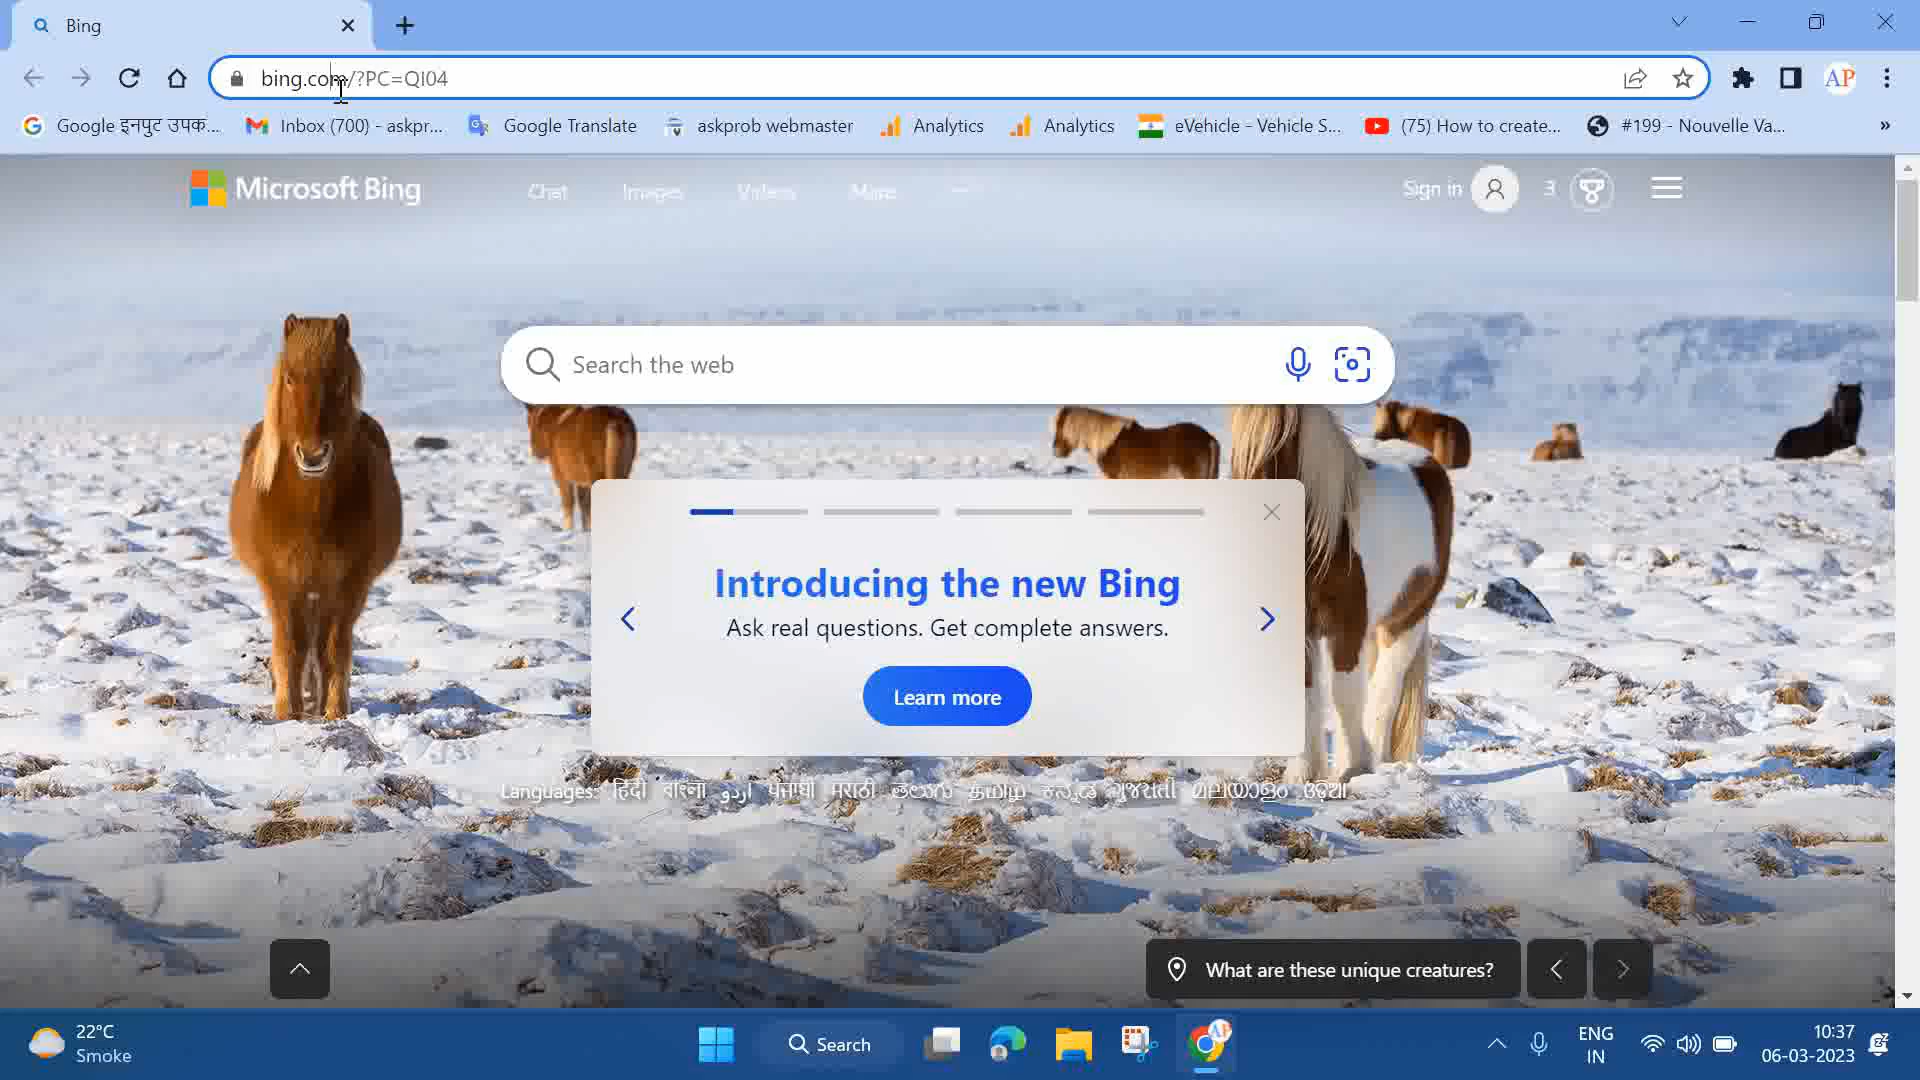 Bing
bing.com/?PC=QI04
AP
Google इनपुट उपक...
Inbox (700) - askpr...
Google Translate
askprob webmaster
Analytics
Analytics
eVehicle - Vehicle S...
(75) How to create...
#199 - Nouvelle Va...
»
Microsoft Bing
Chat
Images
Videos
Maps
Sign in
3
Search the web
Introducing the new Bing
Ask real questions. Get complete answers.
Learn more
Languages: हिंदी বাংলা اردو ਪੰਜਾਬੀ मराठी తెలుగు தமிழ் ಕನ್ನಡ ગુજરાતી മലയാളം ଓଡ଼ିଆ
What are these unique creatures?
22°C
Smoke
Search
AP
ENG
IN
10:37
06-03-2023